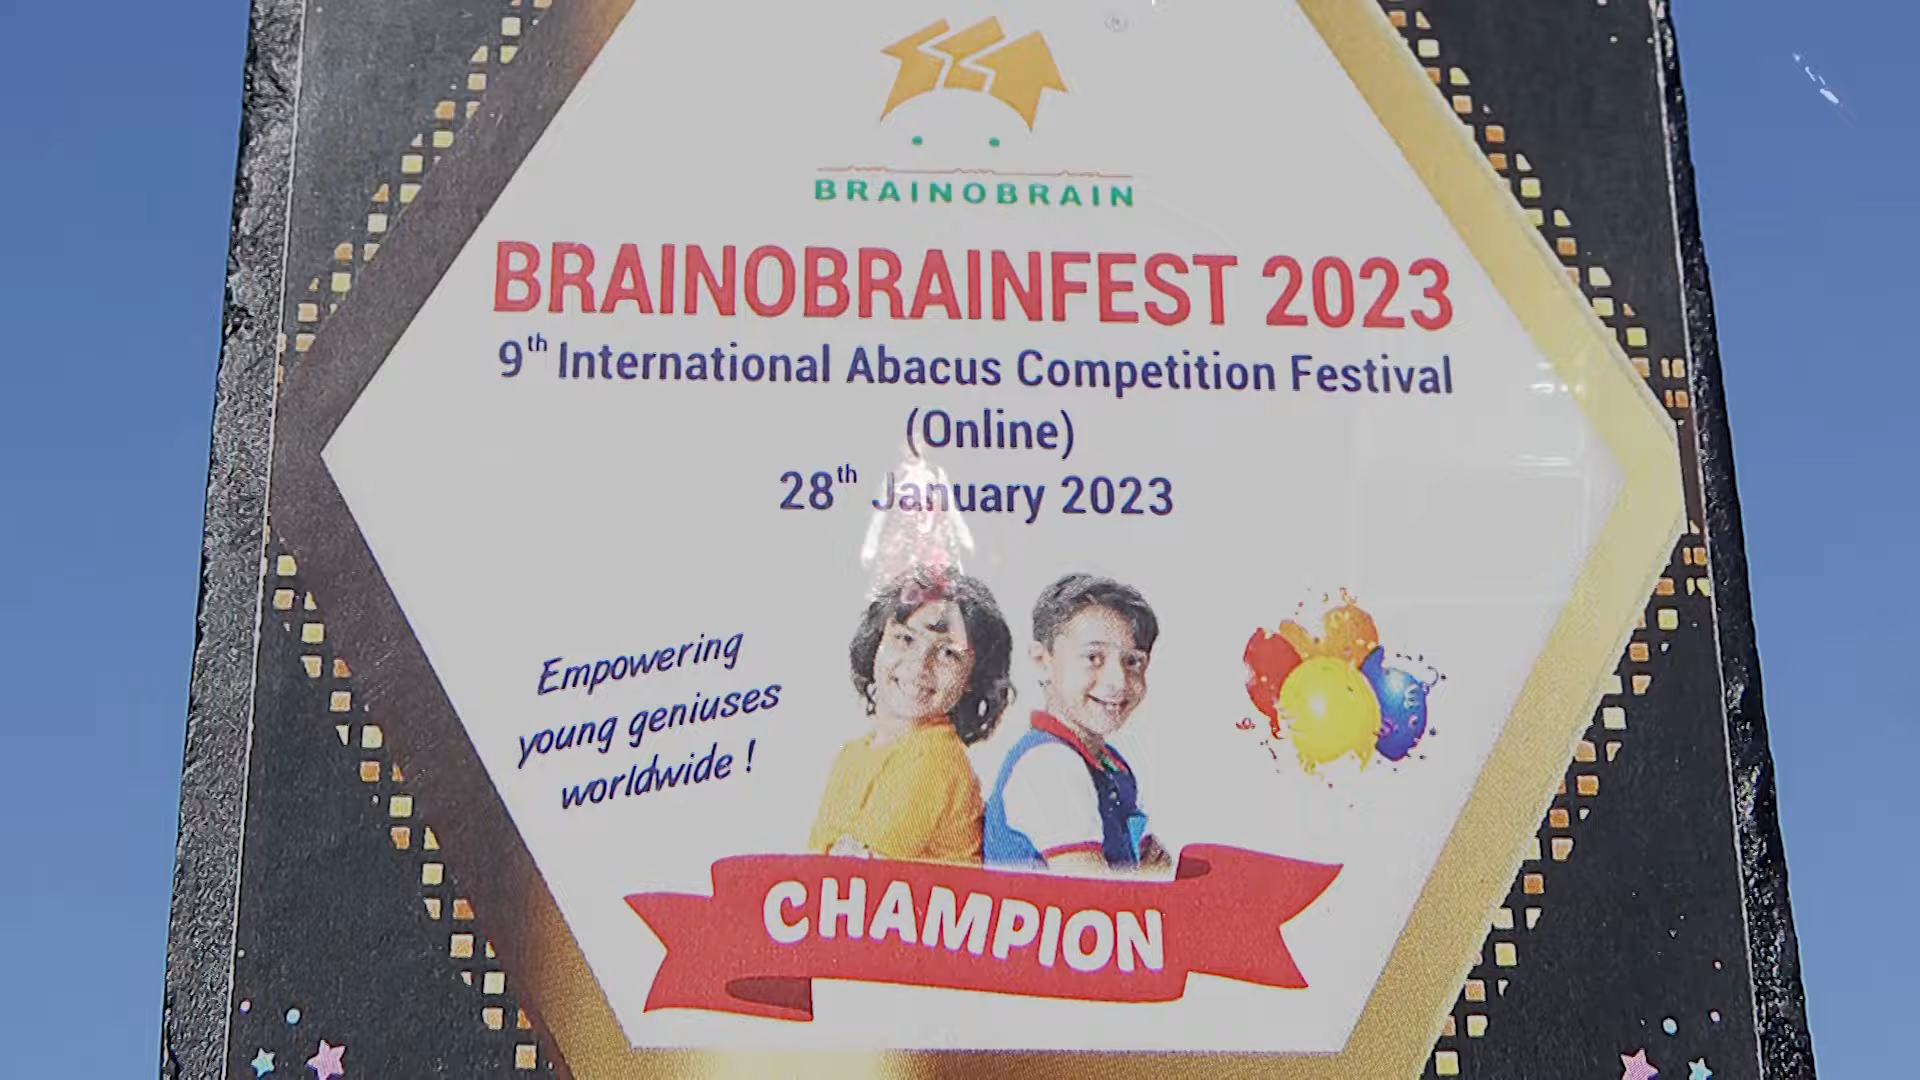 BRAINOBRAIN
BRAINOBRAINFEST 2023
9th International Abacus Competition Festival
(Online)
28th January 2023
Empowering
young geniuses
worldwide !
CHAMPION